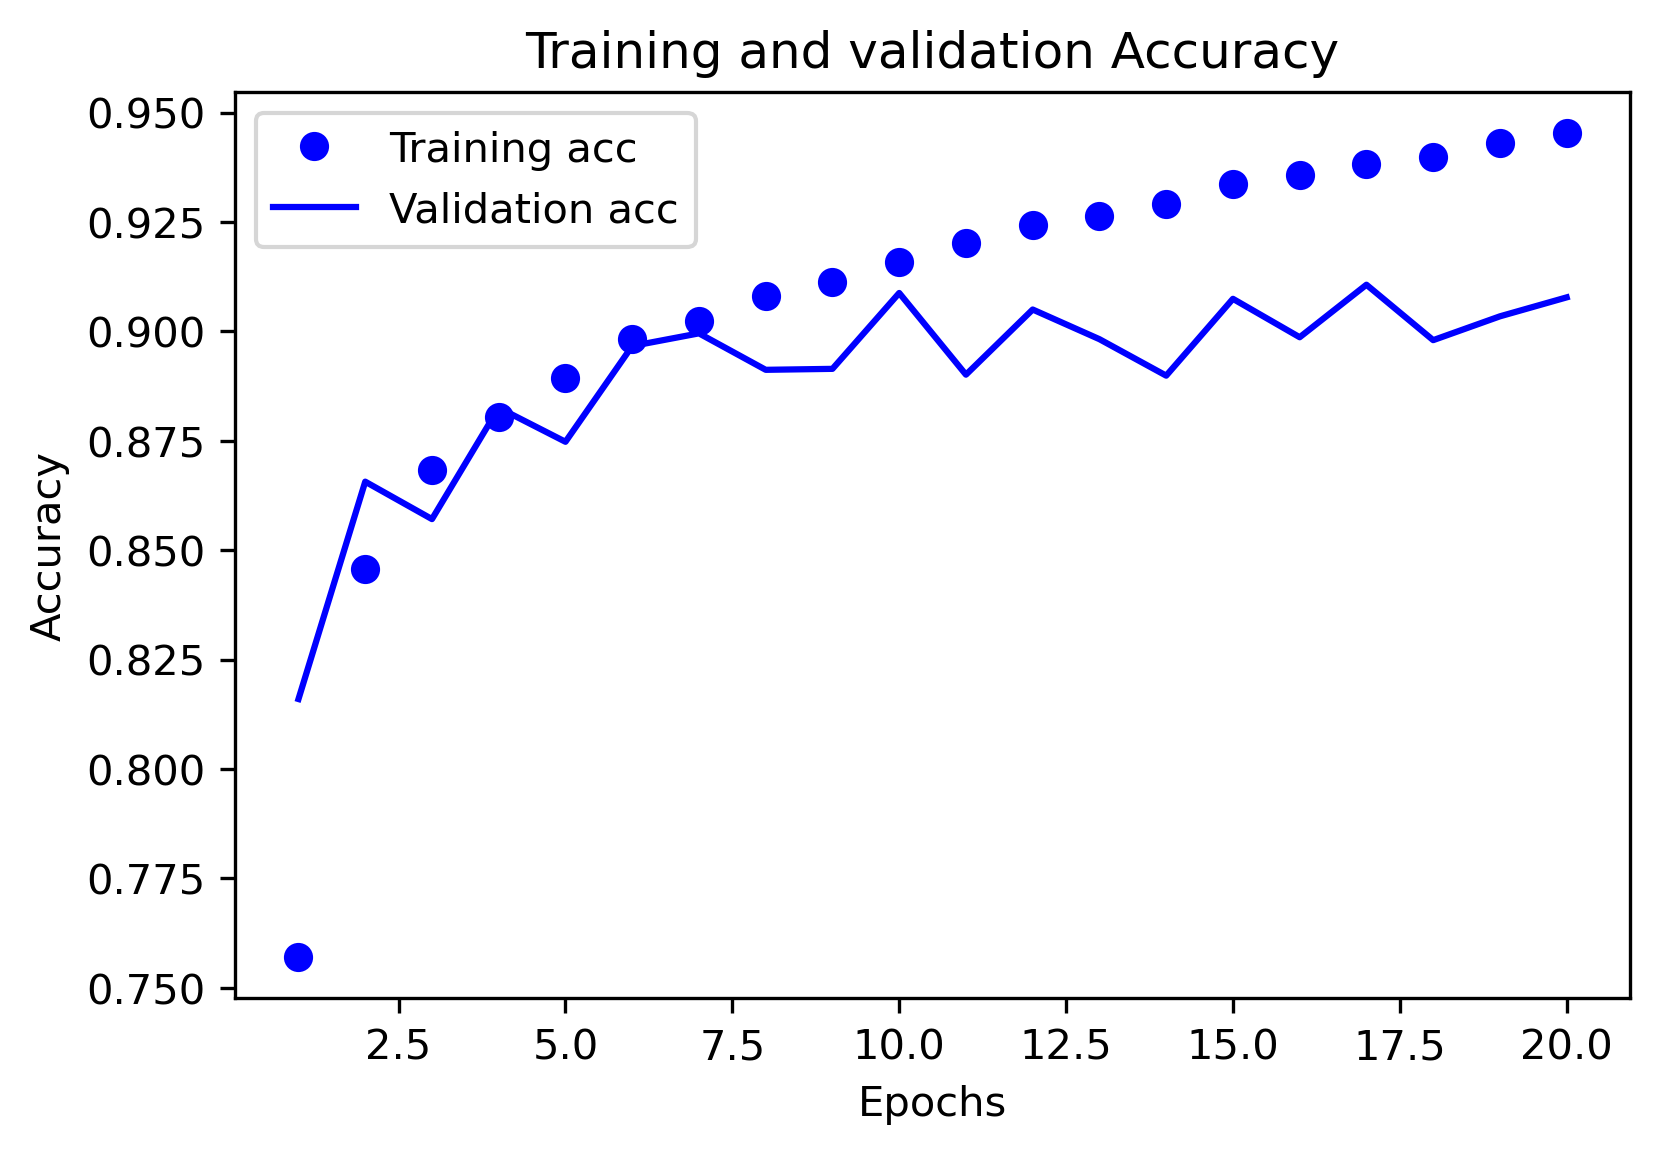 Training and validation Accuracy
Training acc
Validation acc
0.950
0.925
0.900
0.875
0.850
0.825
0.800
0.775
0.750
Accuracy
2.5 5.0 7.5 10.0 12.5 15.0 17.5 20.0
Epochs